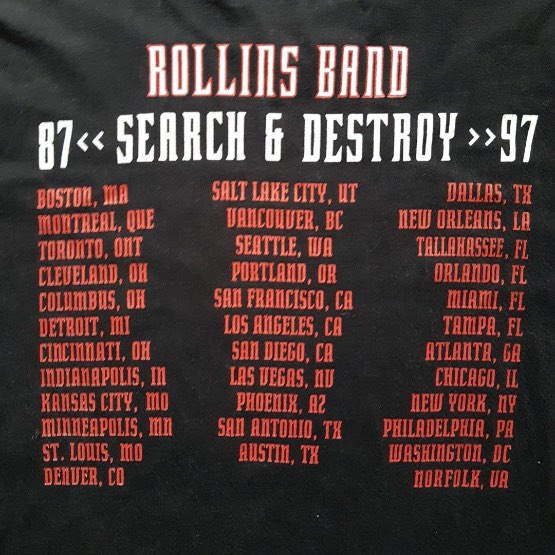 ROLLINS BAND
87<< SEARCH & DESTROY >>97
BOSTON, MA
MONTREAL, QUE
TORONTO, ONT
CLEVELAND, OH
COLUMBUS, OH
DETROIT, MI
CINCINNATI, OH
INDIANAPOLIS, IN
KANSAS CITY, MO
MINNEAPOLIS, MN
ST. LOUIS, MO
DENVER, CO
SALT LAKE CITY, UT
VANCOUVER, BC
SEATTLE, WA
PORTLAND, OR
SAN FRANCISCO, CA
LOS ANGELES, CA
SAN DIEGO, CA
LAS VEGAS, NV
PHOENIX, AZ
SAN ANTONIO, TX
AUSTIN, TX
DALLAS, TX
NEW ORLEANS, LA
TALLAHASSEE, FL
ORLANDO, FL
MIAMI, FL
TAMPA, FL
ATLANTA, GA
CHICAGO, IL
NEW YORK, NY
PHILADELPHIA, PA
WASHINGTON, DC
NORFOLK, VA